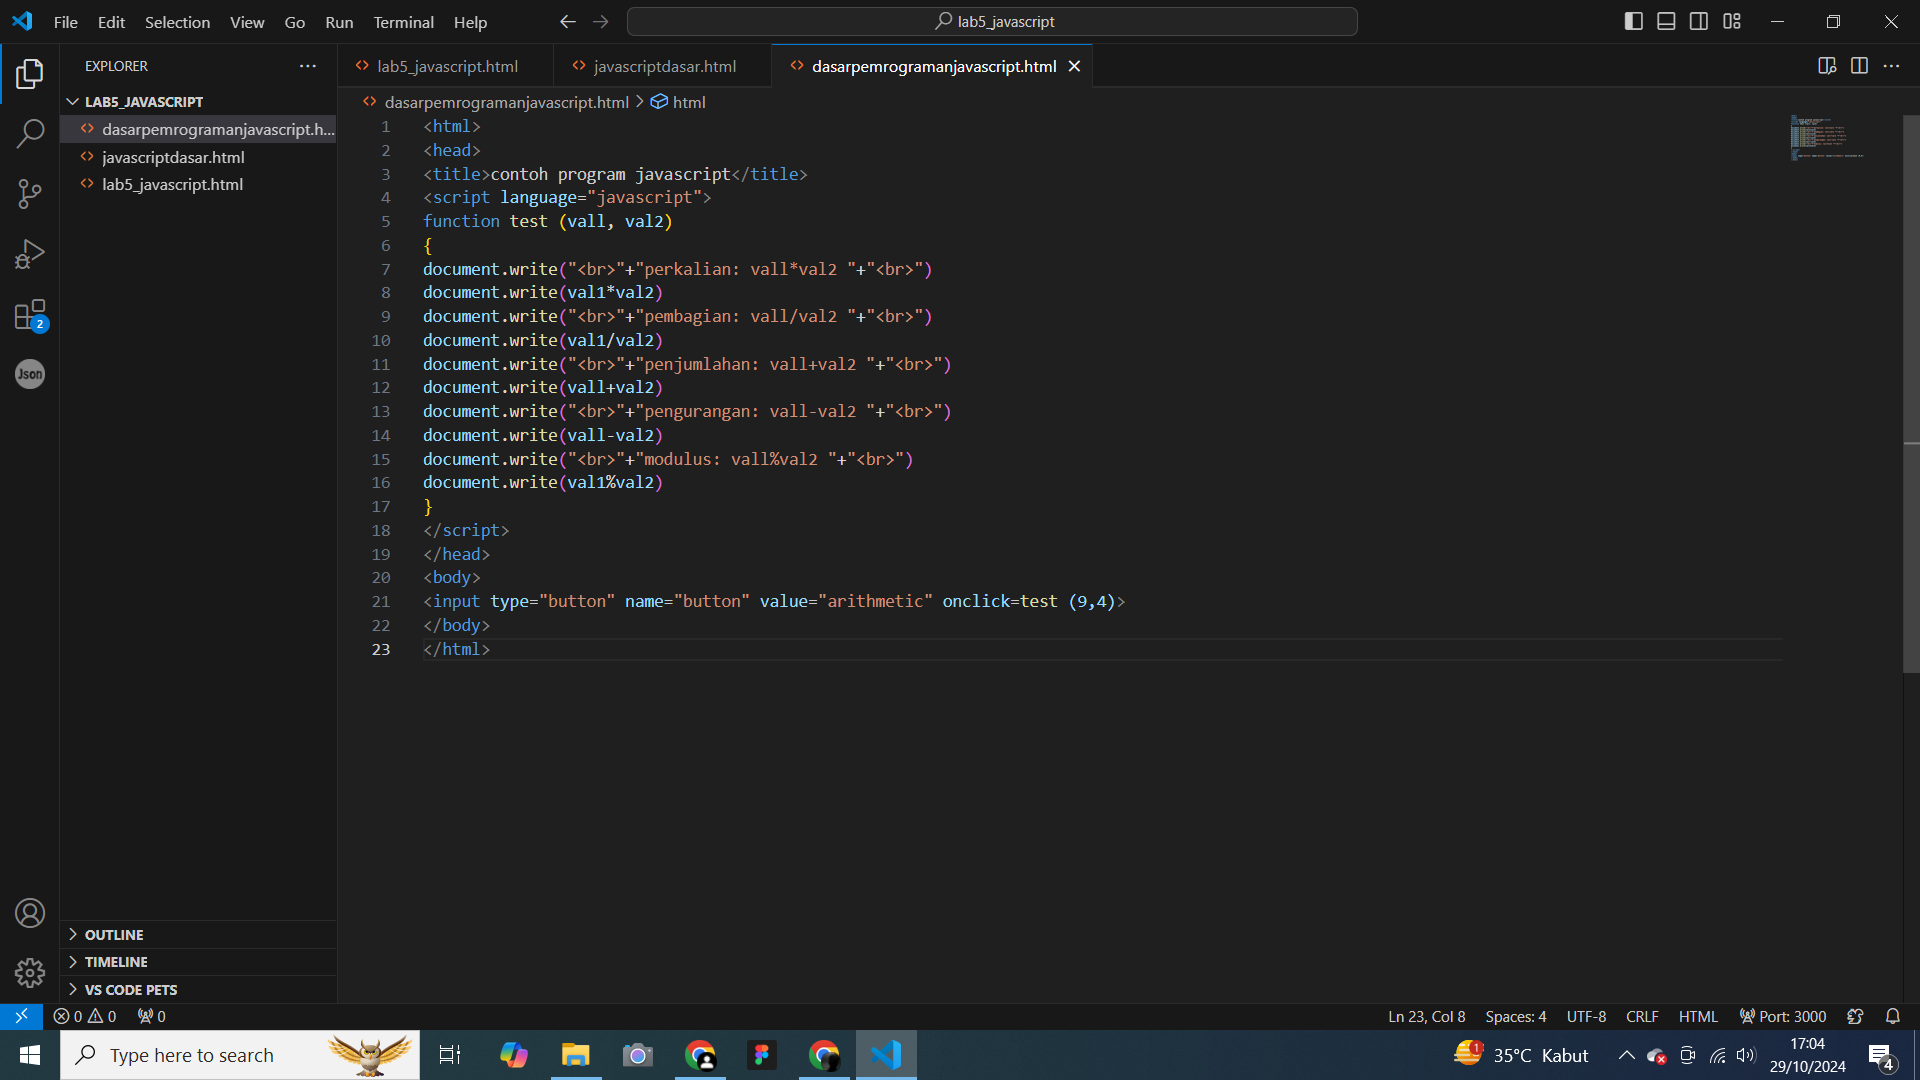 File Edit Selection View Go Run Terminal Help
lab5_javascript
EXPLORER
LAB5_JAVASCRIPT
dasarpemrogramanjavascript.h...
javascriptdasar.html
lab5_javascript.html
2
Json
OUTLINE
TIMELINE
VS CODE PETS
lab5_javascript.html javascriptdasar.html dasarpemrogramanjavascript.html
dasarpemrogramanjavascript.html > html
1 <html>
2 <head>
3 <title>contoh program javascript</title>
4 <script language="javascript">
5 function test (vall, val2)
6 {
7 document.write("<br>"+"perkalian: vall*val2 "+"<br>")
8 document.write(val1*val2)
9 document.write("<br>"+"pembagian: vall/val2 "+"<br>")
10 document.write(val1/val2)
11 document.write("<br>"+"penjumlahan: vall+val2 "+"<br>")
12 document.write(vall+val2)
13 document.write("<br>"+"pengurangan: vall-val2 "+"<br>")
14 document.write(vall-val2)
15 document.write("<br>"+"modulus: vall%val2 "+"<br>")
16 document.write(val1%val2)
17 }
18 </script>
19 </head>
20 <body>
21 <input type="button" name="button" value="arithmetic" onclick=test (9,4)>
22 </body>
23 </html>
0 0 0
Ln 23, Col 8 Spaces: 4 UTF-8 CRLF HTML Port: 3000
Type here to search
1 35°C Kabut
17:04
29/10/2024
4